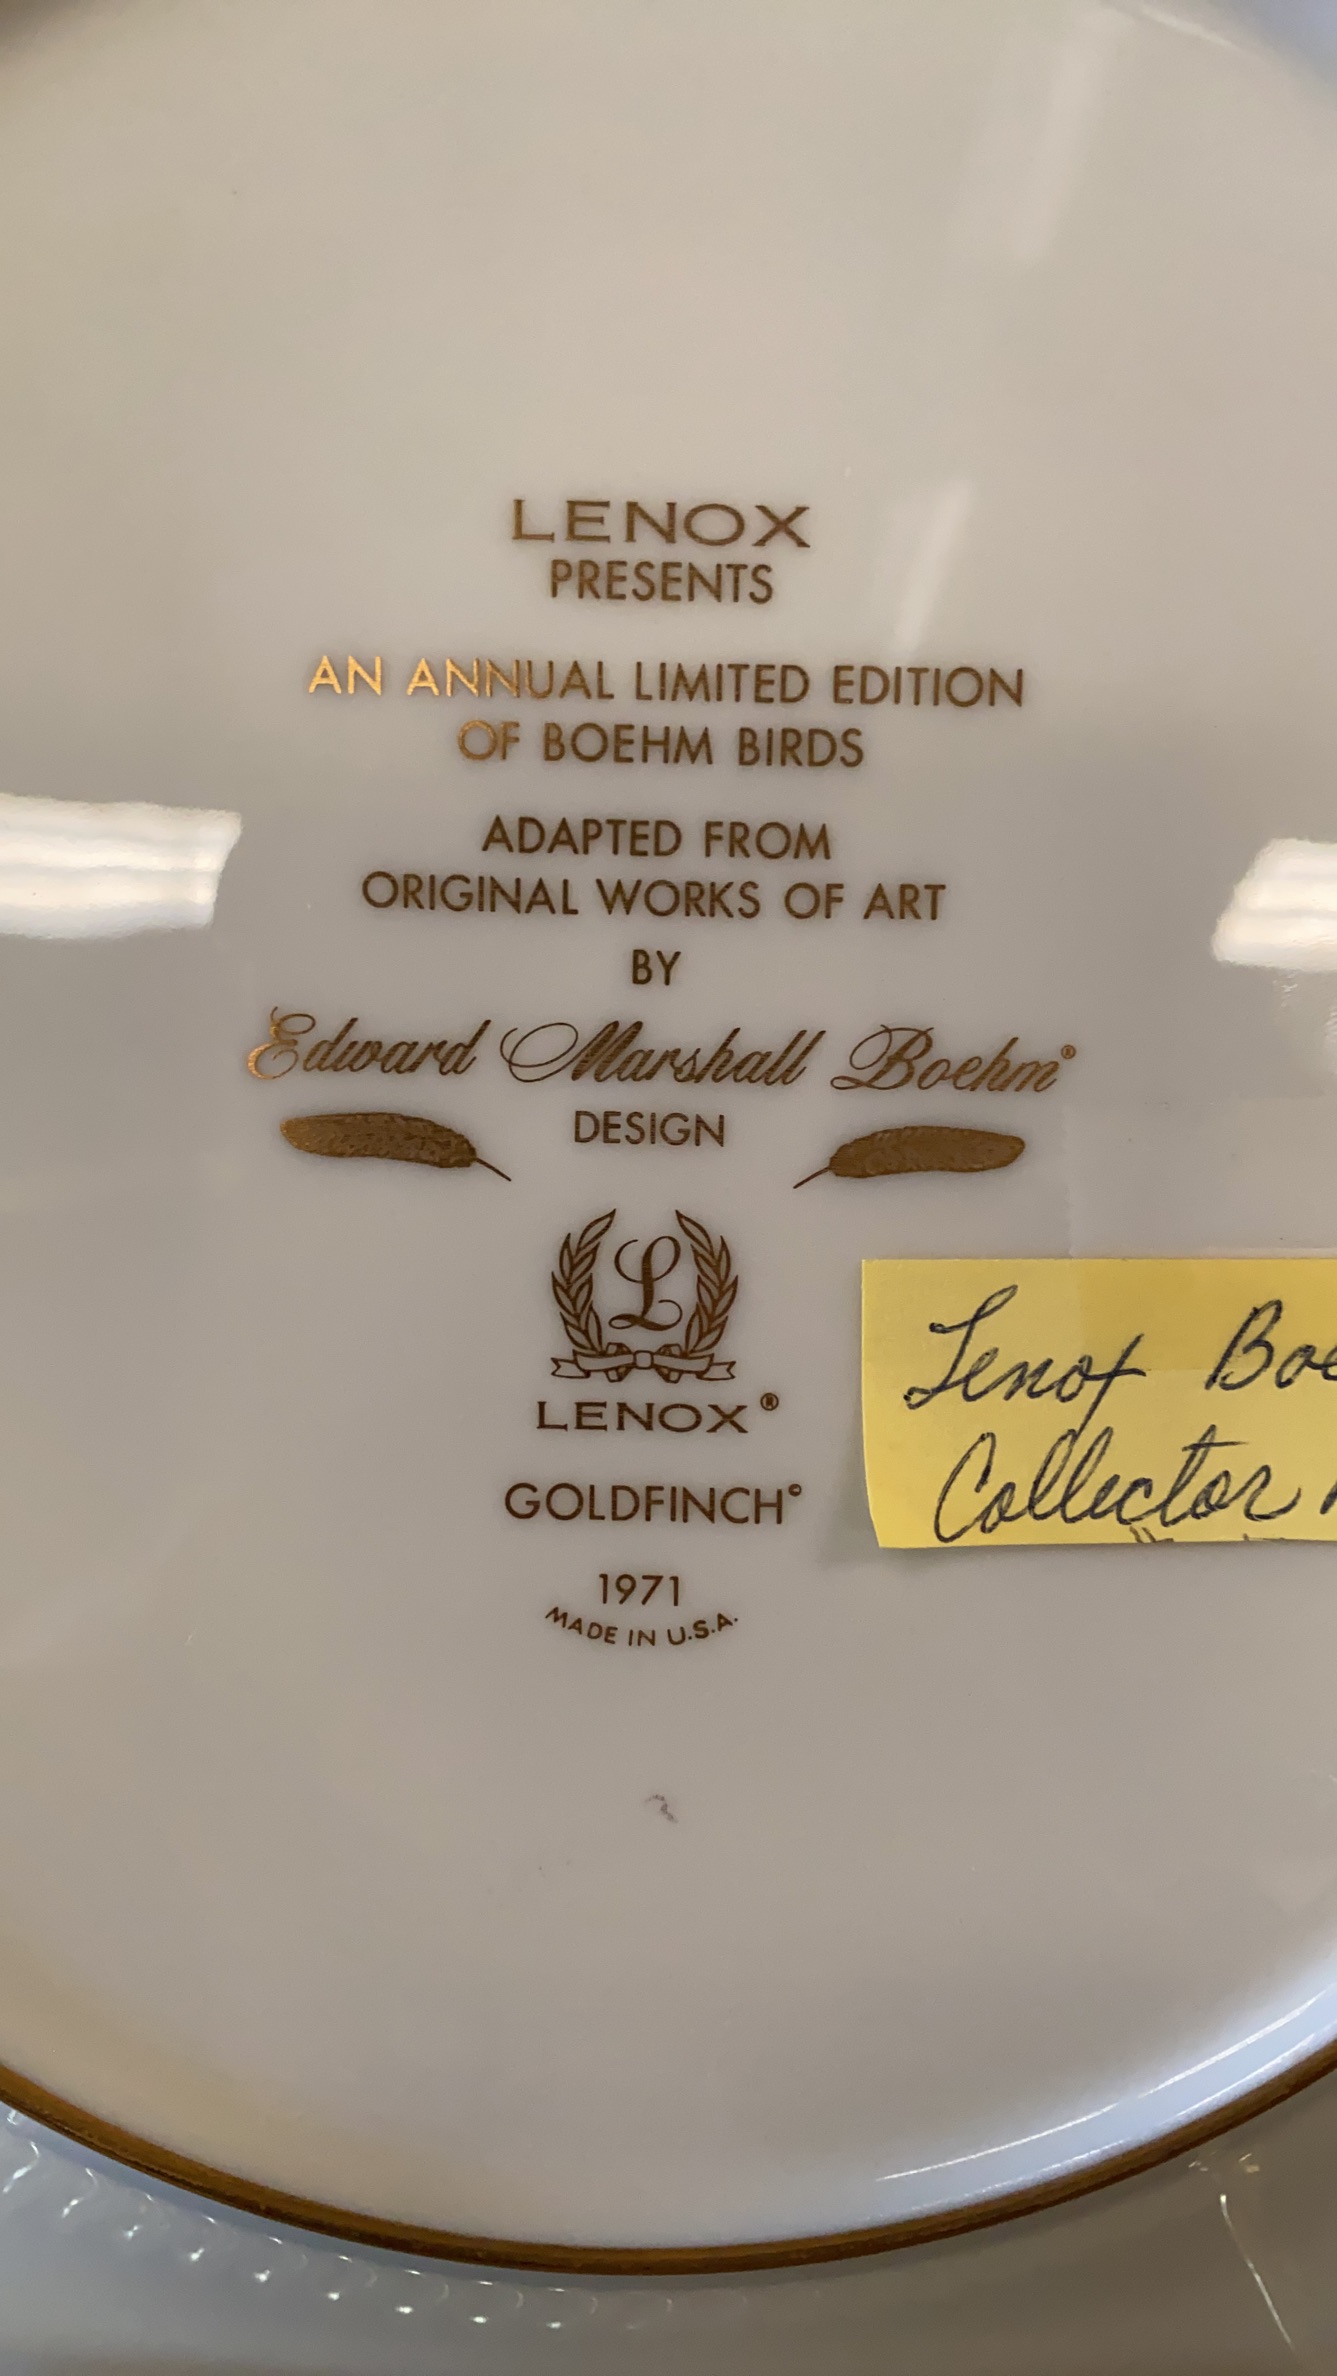 LENOX
PRESENTS
AN ANNUAL LIMITED EDITION
OF BOEHM BIRDS
ADAPTED FROM
ORIGINAL WORKS OF ART
BY
Edward Marshall Boehm®
DESIGN
L
LENOX®
GOLDFINCH©
1971
MADE IN U.S.A.
Lenox
Collector